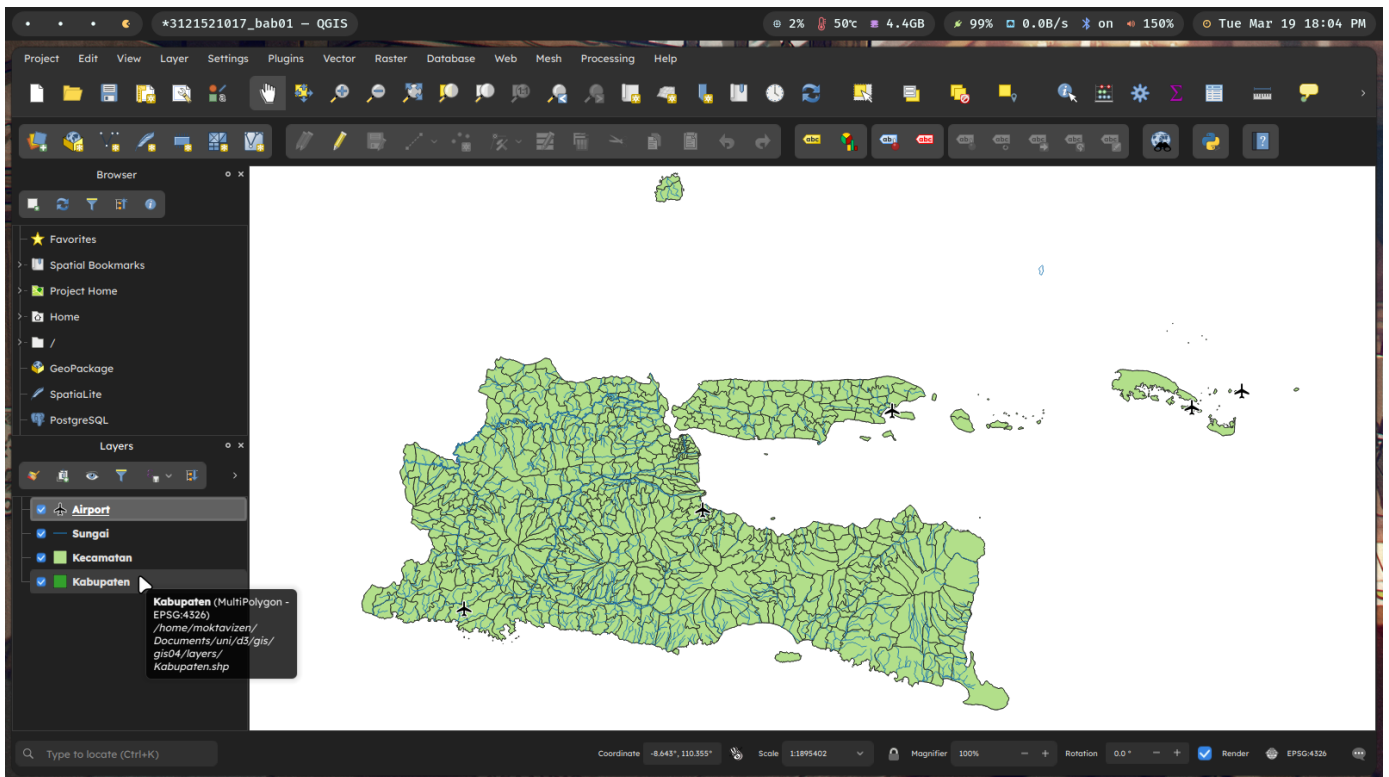 *3121521017_bab01 — QGIS
2%
50°C
4.4GB
99%
0.0B/s
on
150%
Tue Mar 19 18:04 PM
Project
Edit
View
Layer
Settings
Plugins
Vector
Raster
Database
Web
Mesh
Processing
Help
abc
Browser
Favorites
Spatial Bookmarks
Project Home
Home
/
GeoPackage
SpatiaLite
PostgreSQL
Layers
Airport
Sungai
Kecamatan
Kabupaten
Kabupaten (MultiPolygon -
EPSG:4326)
/home/moktavizen/
Documents/uni/d3/gis/
gis04/layers/
Kabupaten.shp
Type to locate (Ctrl+K)
Coordinate
-8.643°, 110.355°
Scale
1:1895402
Magnifier
100%
Rotation
0.0 °
Render
EPSG:4326